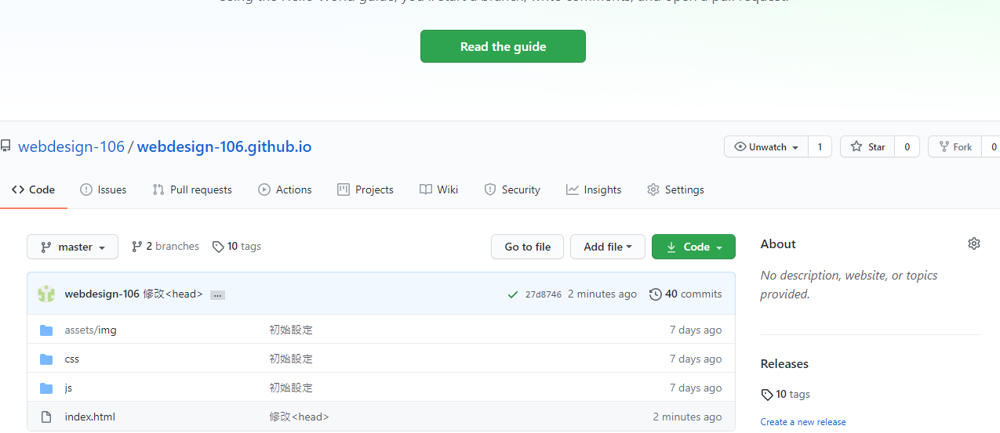 using the Hello World guide, you'll start a branch, write comments, and open a pull request.
Read the guide
webdesign-106 / webdesign-106.github.io
Unwatch 1 Star 0 Fork 0
Code Issues Pull requests Actions Projects Wiki Security Insights Settings
master 2 branches 10 tags Go to file Add file Code
webdesign-106 修改<head> ... 27d8746 2 minutes ago 40 commits
assets/img 初始設定 7 days ago
css 初始設定 7 days ago
js 初始設定 7 days ago
index.html 修改<head> 2 minutes ago
About
No description, website, or topics
provided.
Releases
10 tags
Create a new release